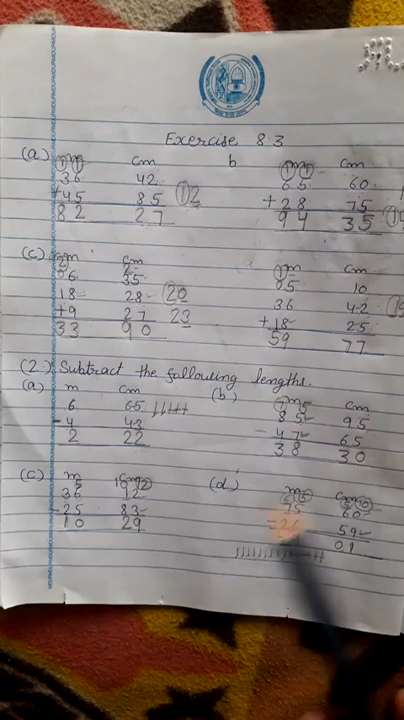 Exercise 8.3
(a) m cm b m cm
36 42 65 60
+45 85 (12) + 28 75
82 27 94 35
(c) m cm m cm
06 35 05 10
18 28 (20) 36 42
+9 27 23 +18 25
33 90 59 77
(2.) Subtract the following lengths.
(a) m cm (b) m cm
6 65 85 95
- 4 43 - 47 65
2 22 38 30
(c) m cm (d) m cm
36 12 75 60
- 25 83 59
10 29 01